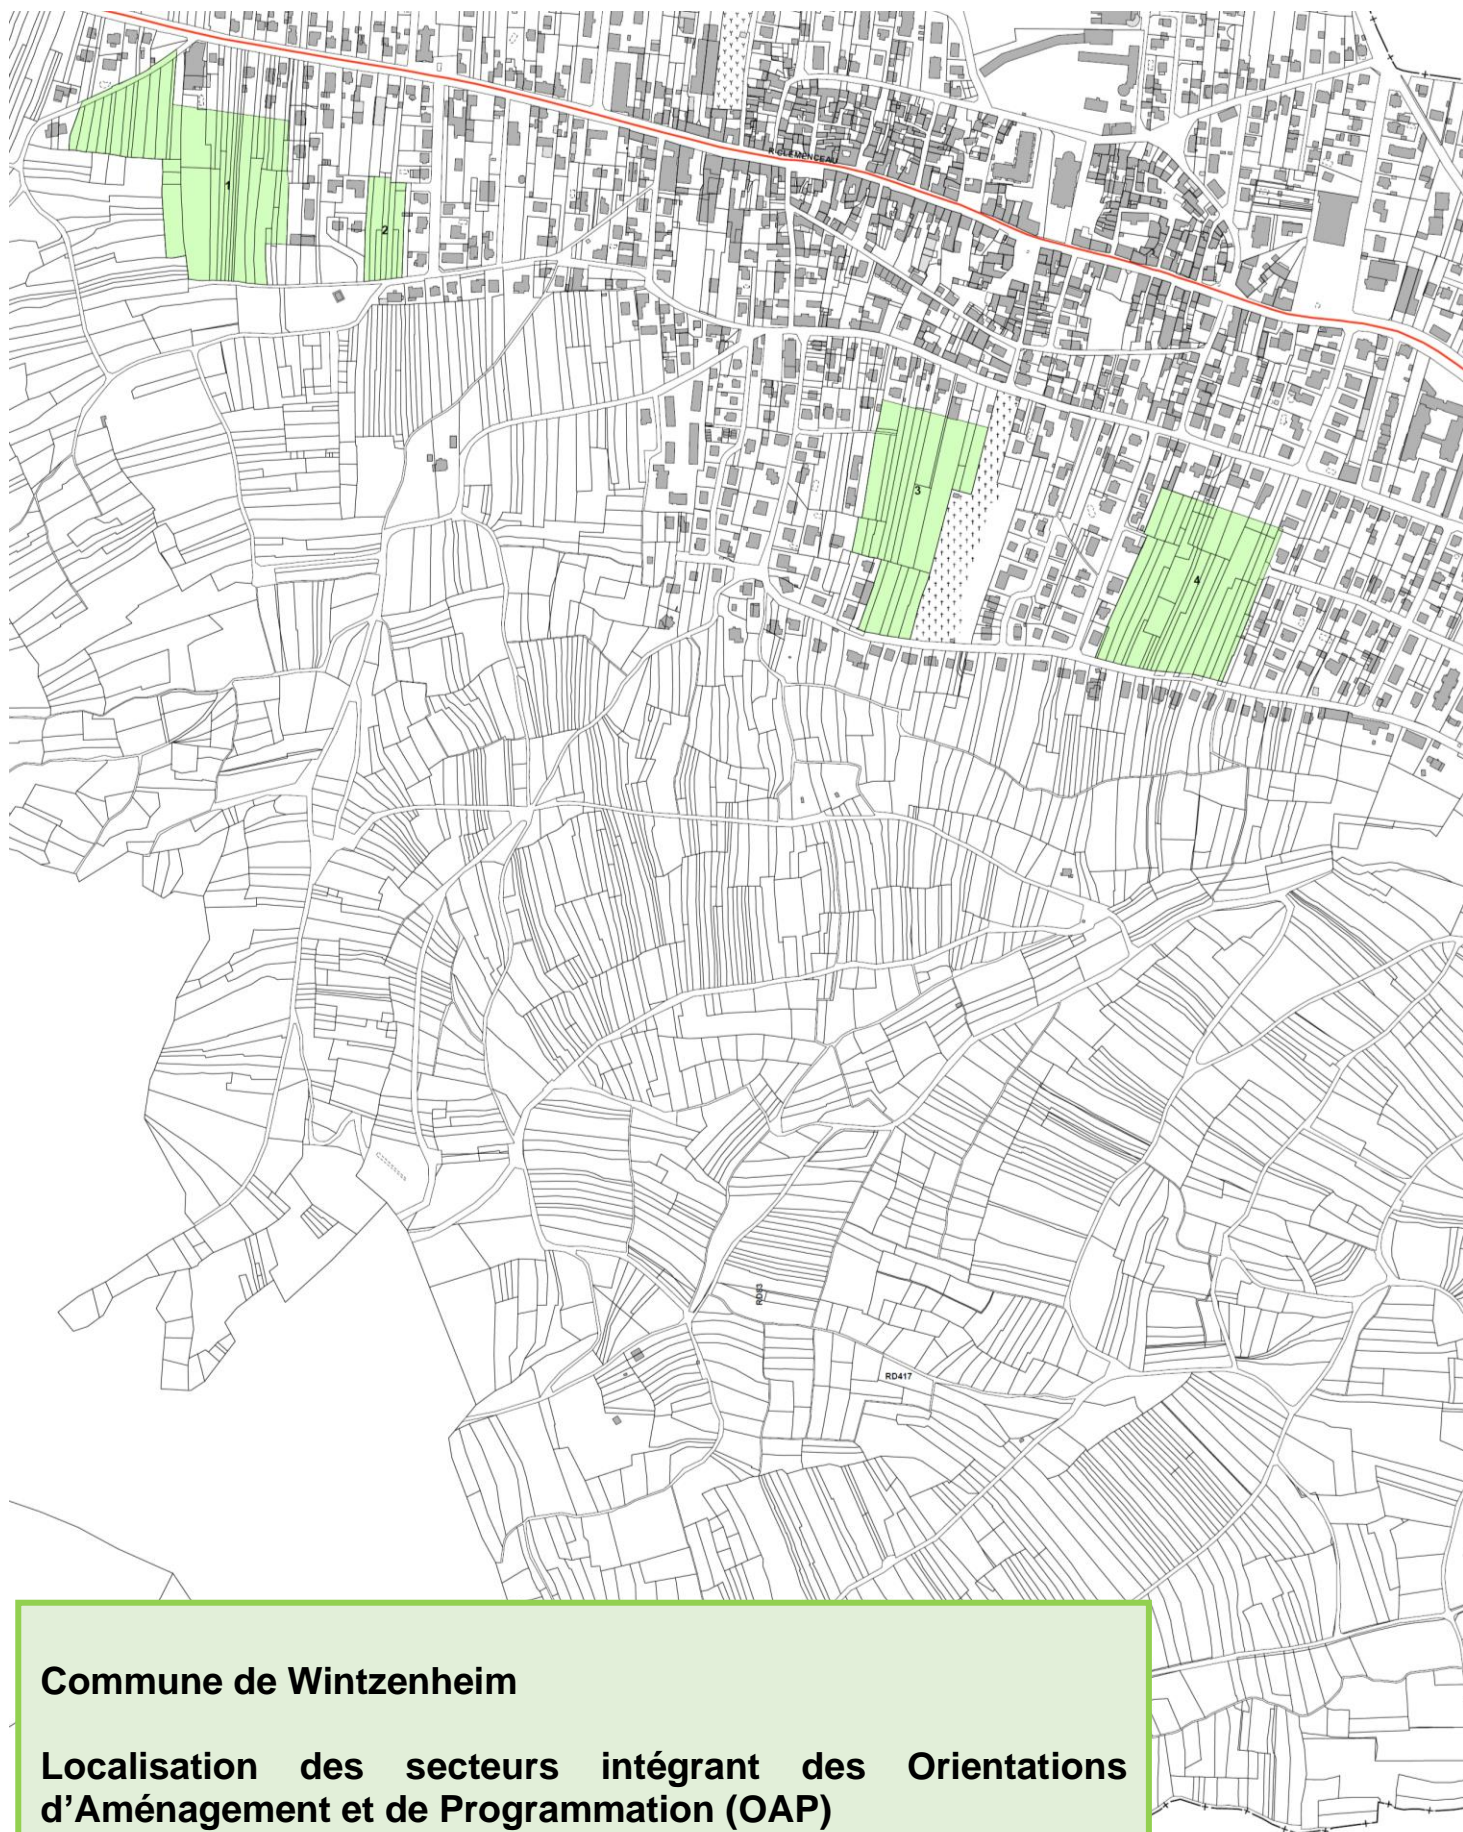 R CLEMENCEAU
1
2
3
4
RD83
RD417
Commune de Wintzenheim
Localisation des secteurs intégrant des Orientations
d’Aménagement et de Programmation (OAP)